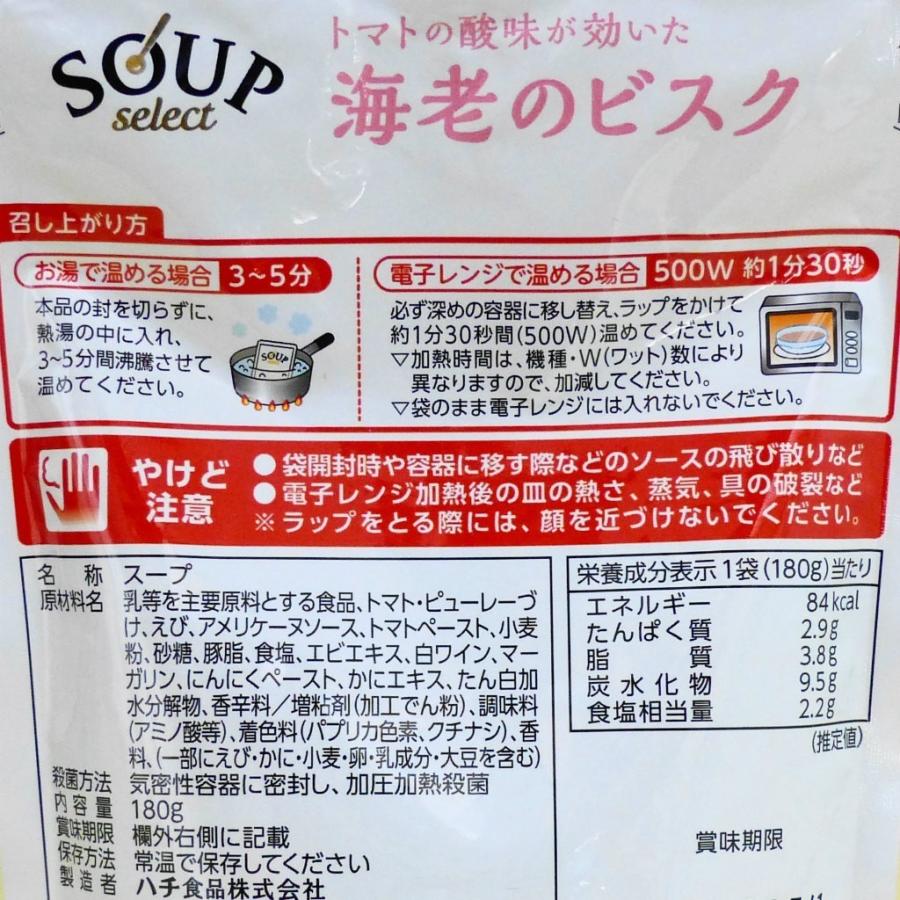 SOUP
select
トマトの酸味が効いた
海老のビスク
召し上がり方
お湯で温める場合 3~5分
本品の封を切らずに、
熱湯の中に入れ、
3~5分間沸騰させて
温めてください。
SOUP
電子レンジで温める場合 500W 約1分30秒
必ず深めの容器に移し替え、ラップをかけて
約1分30秒間(500W)温めてください。
▽加熱時間は、機種・W(ワット)数により
異なりますので、加減してください。
▽袋のまま電子レンジには入れないでください。
やけど
注意
●袋開封時や容器に移す際などのソースの飛び散りなど
●電子レンジ加熱後の皿の熱さ、蒸気、具の破裂など
※ラップをとる際には、顔を近づけないでください。
名称 スープ
原材料名 乳等を主要原料とする食品、トマト・ピューレーづ
け、えび、アメリケーヌソース、トマトペースト、小麦
粉、砂糖、豚脂、食塩、エビエキス、白ワイン、マー
ガリン、にんにくペースト、かにエキス、たん白加
水分解物、香辛料/増粘剤(加工でん粉)、調味料
(アミノ酸等)、着色料(パプリカ色素、クチナシ)、香
料、(一部にえび・かに・小麦・卵・乳成分・大豆を含む)
殺菌方法 気密性容器に密封し、加圧加熱殺菌
内容量 180g
賞味期限 欄外右側に記載
保存方法 常温で保存してください
製造者 ハチ食品株式会社
栄養成分表示 1袋(180g)当たり
エネルギー 84kcal
たんぱく質 2.9g
脂質 3.8g
炭水化物 9.5g
食塩相当量 2.2g
(推定値)
賞味期限